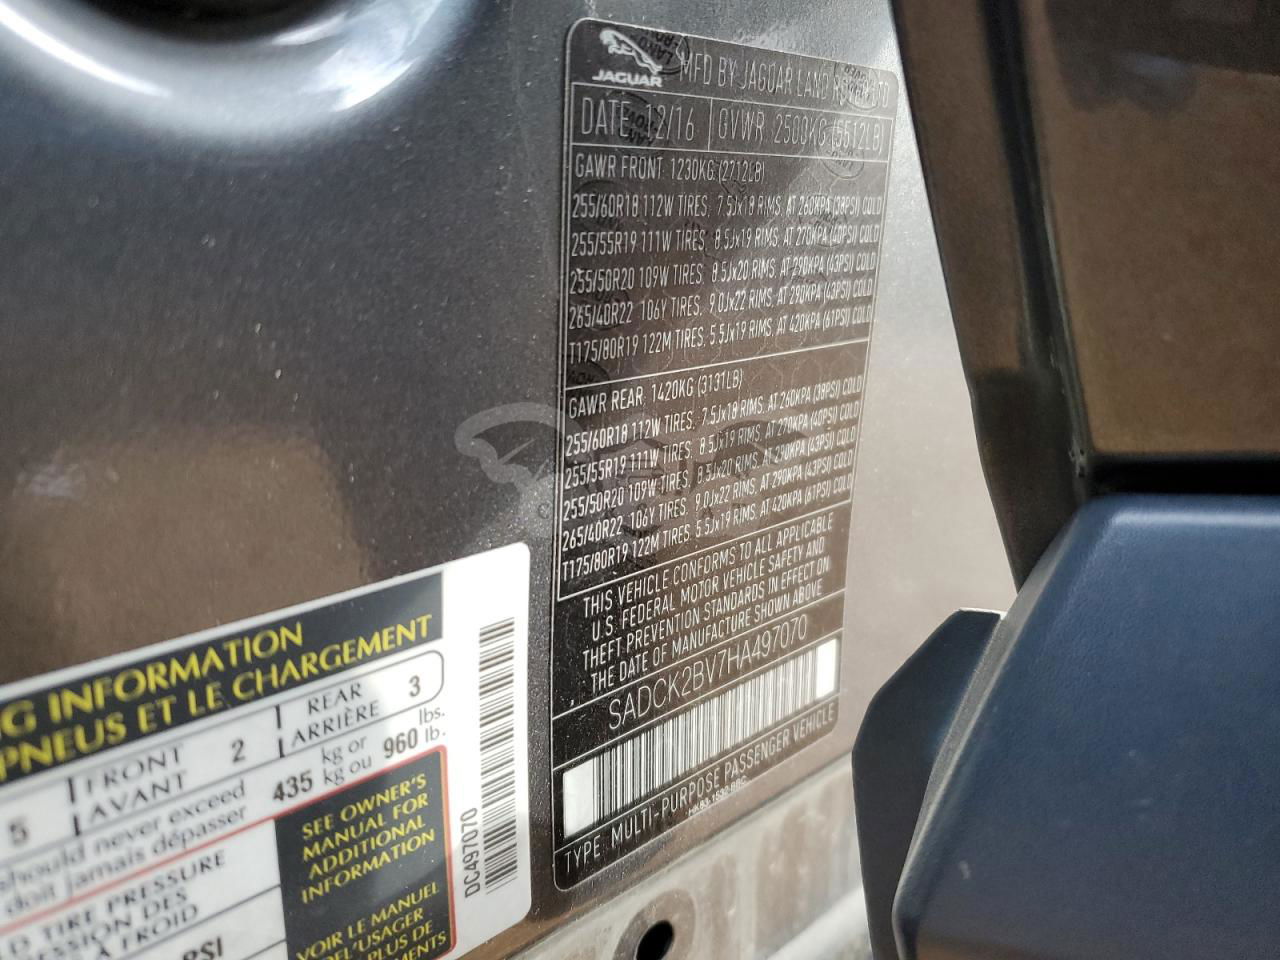 JAGUAR
MFD BY JAGUAR LAND ROVER LTD
DATE: 12/16 GVWR 2500KG (5512LB)
GAWR FRONT: 1230KG (2712LB)
255/60R18 112W TIRES, 7.5Jx18 RIMS, AT 260KPA (38PSI) COLD
255/55R19 111W TIRES, 8.5Jx19 RIMS, AT 270KPA (40PSI) COLD
255/50R20 109W TIRES, 8.5Jx20 RIMS, AT 290KPA (43PSI) COLD
265/40R22 106Y TIRES, 9.0Jx22 RIMS, AT 290KPA (43PSI) COLD
T175/80R19 122M TIRES, 5.5Jx19 RIMS, AT 420KPA (61PSI) COLD
GAWR REAR: 1420KG (3131LB)
255/60R18 112W TIRES, 7.5Jx18 RIMS, AT 260KPA (38PSI) COLD
255/55R19 111W TIRES, 8.5Jx19 RIMS, AT 270KPA (40PSI) COLD
255/50R20 109W TIRES, 8.5Jx20 RIMS, AT 290KPA (43PSI) COLD
265/40R22 106Y TIRES, 9.0Jx22 RIMS, AT 290KPA (43PSI) COLD
T175/80R19 122M TIRES, 5.5Jx19 RIMS, AT 420KPA (61PSI) COLD
THIS VEHICLE CONFORMS TO ALL APPLICABLE
U.S. FEDERAL MOTOR VEHICLE SAFETY AND
THEFT PREVENTION STANDARDS IN EFFECT ON
THE DATE OF MANUFACTURE SHOWN ABOVE
SADCK2BV7HA497070
TYPE: MULTI-PURPOSE PASSENGER VEHICLE
G INFORMATION
PNEUS ET LE CHARGEMENT
5 FRONT AVANT 2 REAR ARRIÈRE 3
should never exceed 435 kg or 960 lbs.
doit jamais dépasser kg ou lb.
D TIRE PRESSURE
ESSION DES
À FROID
PSI
SEE OWNER'S
MANUAL FOR
ADDITIONAL
INFORMATION
VOIR LE MANUEL
DE L'USAGER
PLUS DE
EMENTS
DC497070